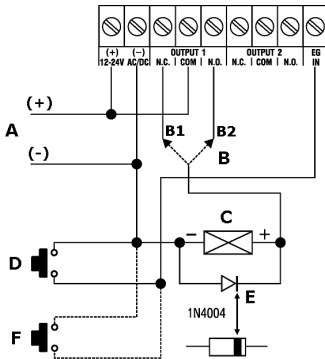 (+) (–) OUTPUT 1 OUTPUT 2 EG
12-24V AC/DC N.C. COM N.O. N.C. COM N.O. IN
(+)
A
B1 B2
B
(-)
C
– +
D
E
1N4004
F